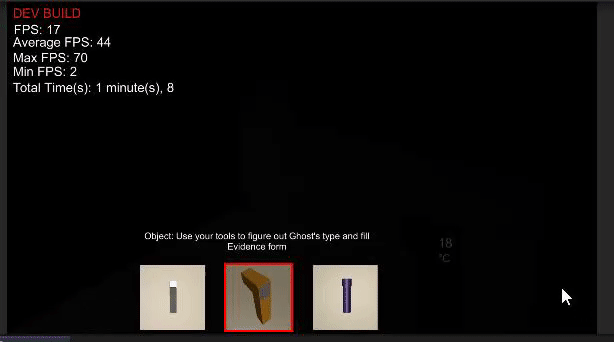 DEV BUILD
FPS: 17
Average FPS: 44
Max FPS: 70
Min FPS: 2
Total Time(s): 1 minute(s), 8
Object: Use your tools to figure out Ghost's type and fill
Evidence form
18
°C